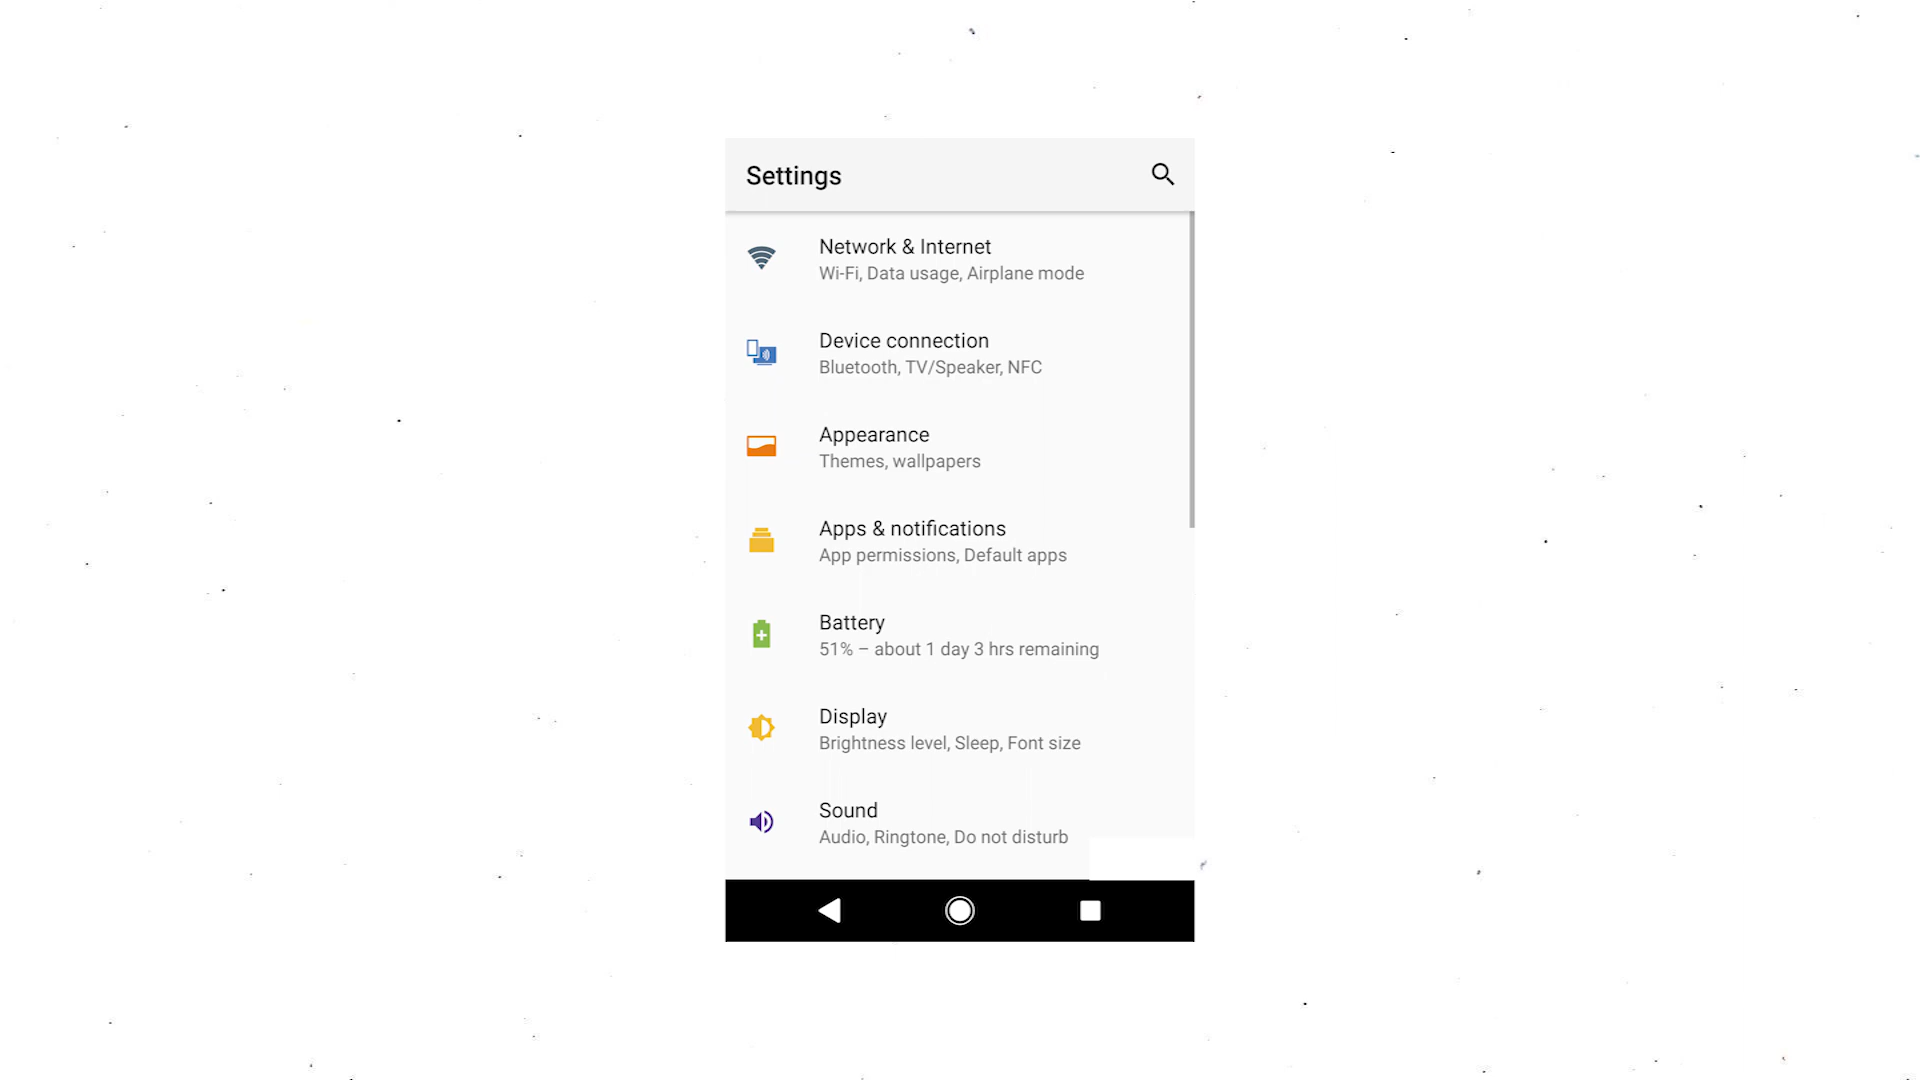 Settings
Network & Internet
Wi-Fi, Data usage, Airplane mode
Device connection
Bluetooth, TV/Speaker, NFC
Appearance
Themes, wallpapers
Apps & notifications
App permissions, Default apps
Battery
51% – about 1 day 3 hrs remaining
Display
Brightness level, Sleep, Font size
Sound
Audio, Ringtone, Do not disturb